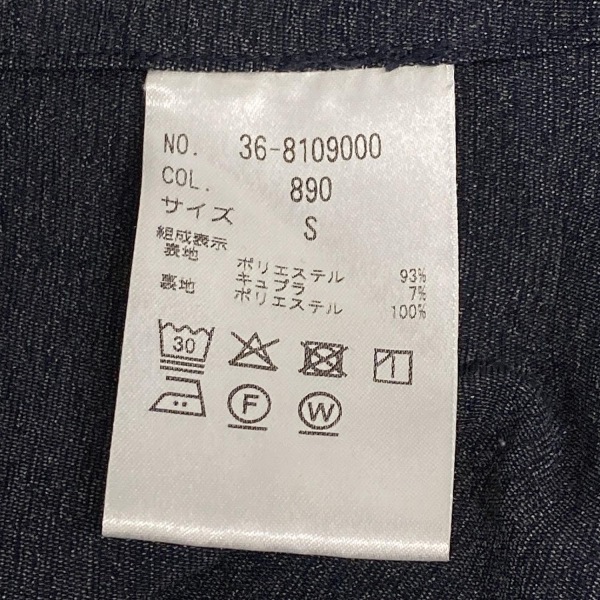 NO. 36-8109000
COL. 890
サイズ S
組成表示
表地 ポリエステル 93%
キュプラ 7%
裏地 ポリエステル 100%
30
F W